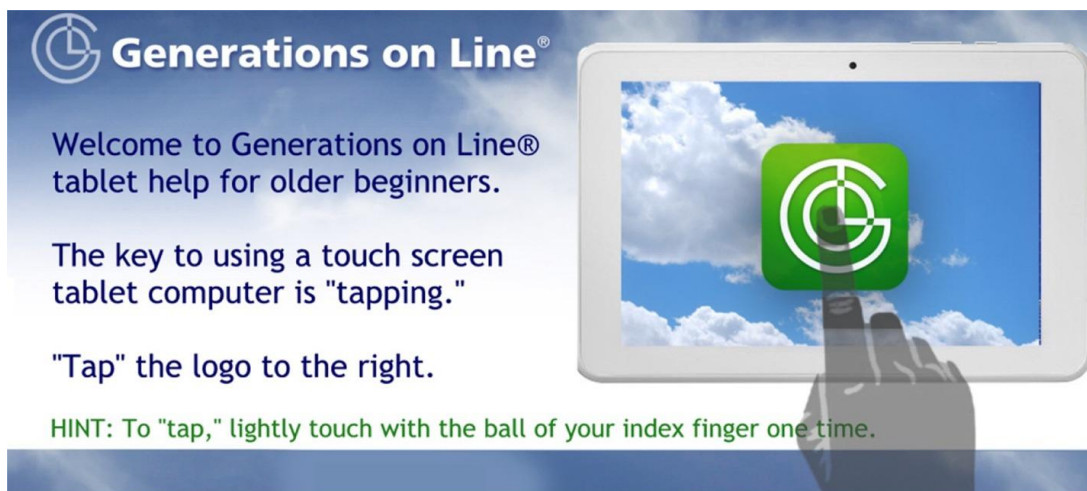 Generations on Line®
Welcome to Generations on Line®
tablet help for older beginners.
The key to using a touch screen
tablet computer is "tapping."
"Tap" the logo to the right.
HINT: To "tap," lightly touch with the ball of your index finger one time.